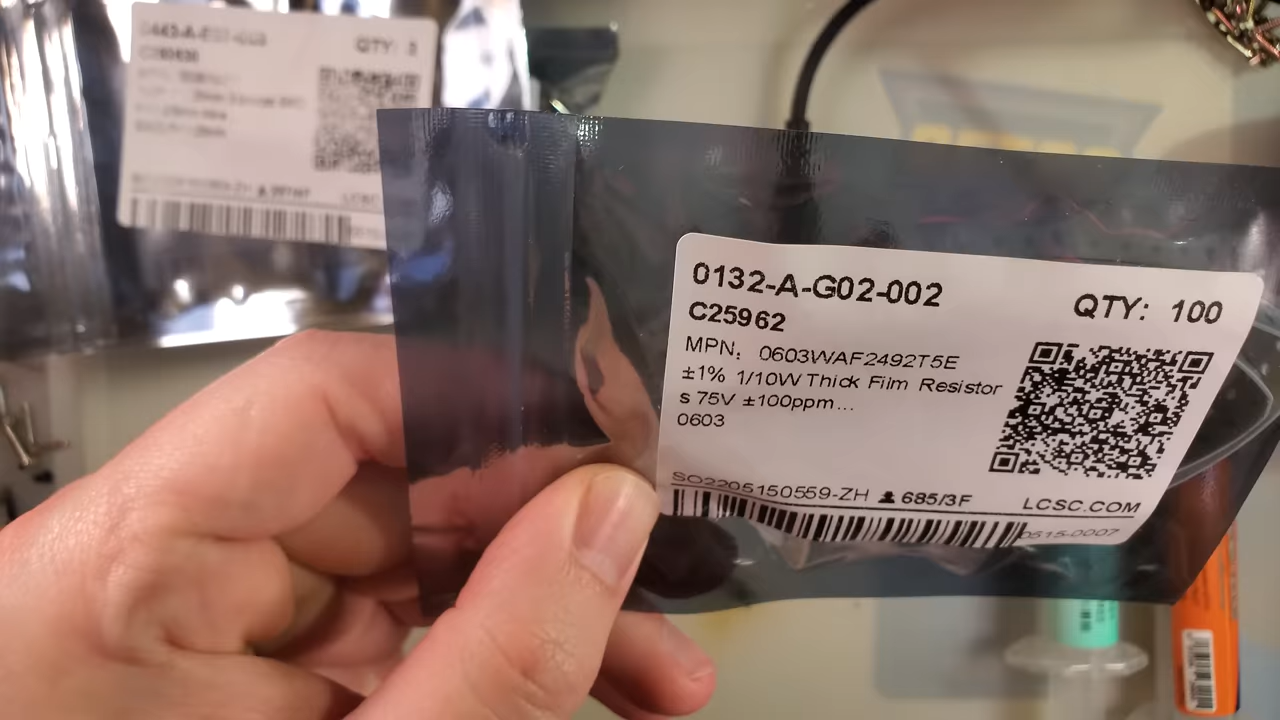 QTY:
0132-A-G02-002
C25962
QTY: 100
MPN: 0603WAF2492T5E
±1% 1/10W Thick Film Resistor
s 75V ±100ppm...
0603
SO2205150559-ZH 685/3F
LCSC.COM
0515-0007